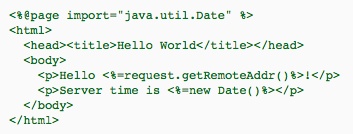 <%@page import="java.util.Date" %>
<html>
  <head><title>Hello World</title></head>
  <body>
    <p>Hello <%=request.getRemoteAddr()%>!</p>
    <p>Server time is <%=new Date()%></p>
  </body>
</html>